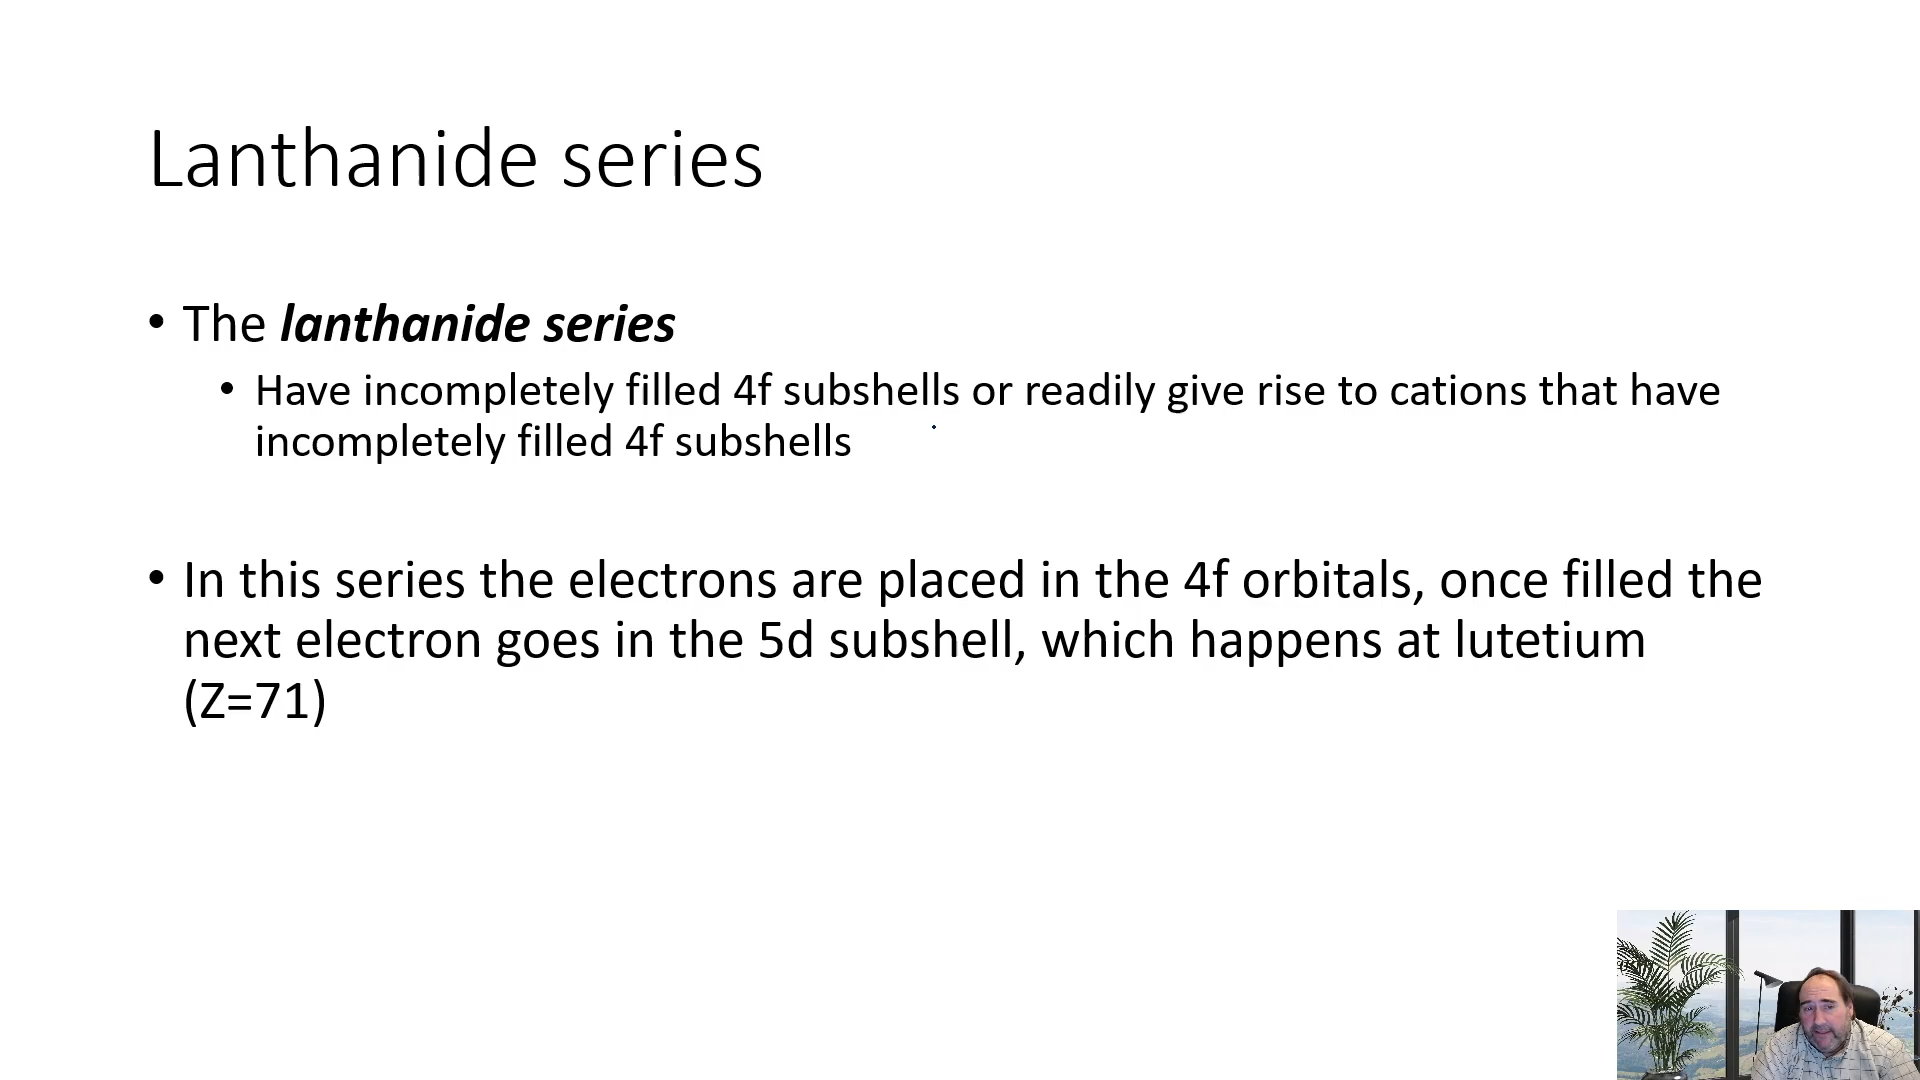 Lanthanide series
• The lanthanide series
• Have incompletely filled 4f subshells or readily give rise to cations that have
incompletely filled 4f subshells
• In this series the electrons are placed in the 4f orbitals, once filled the
next electron goes in the 5d subshell, which happens at lutetium
(Z=71)